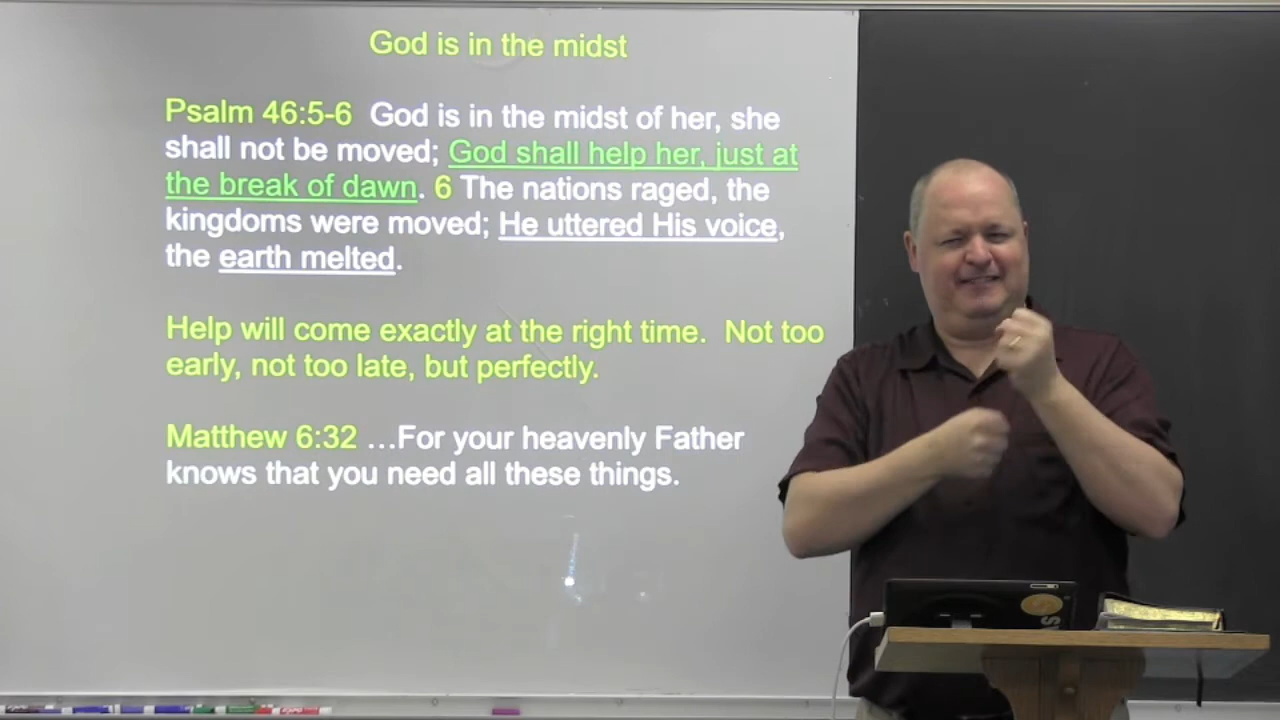 God is in the midst
Psalm 46:5-6 God is in the midst of her, she
shall not be moved; God shall help her, just at
the break of dawn. 6 The nations raged, the
kingdoms were moved; He uttered His voice,
the earth melted.
Help will come exactly at the right time. Not too
early, not too late, but perfectly.
Matthew 6:32 …For your heavenly Father
knows that you need all these things.